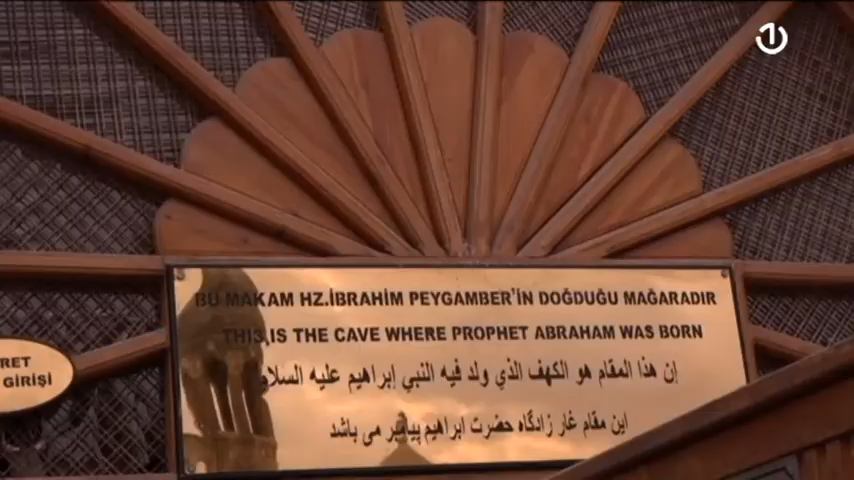 1
BU MAKAM HZ.İBRAHİM PEYGAMBER'İN DOĞDUĞU MAĞARADIR
THIS IS THE CAVE WHERE PROPHET ABRAHAM WAS BORN
إن هذا المقام هو الكهف الذي ولد فيه النبي إبراهيم عليه السلام
این مقام غار زادگاه حضرت ابراهیم پیامبر می باشد
RET
GİRİŞİ